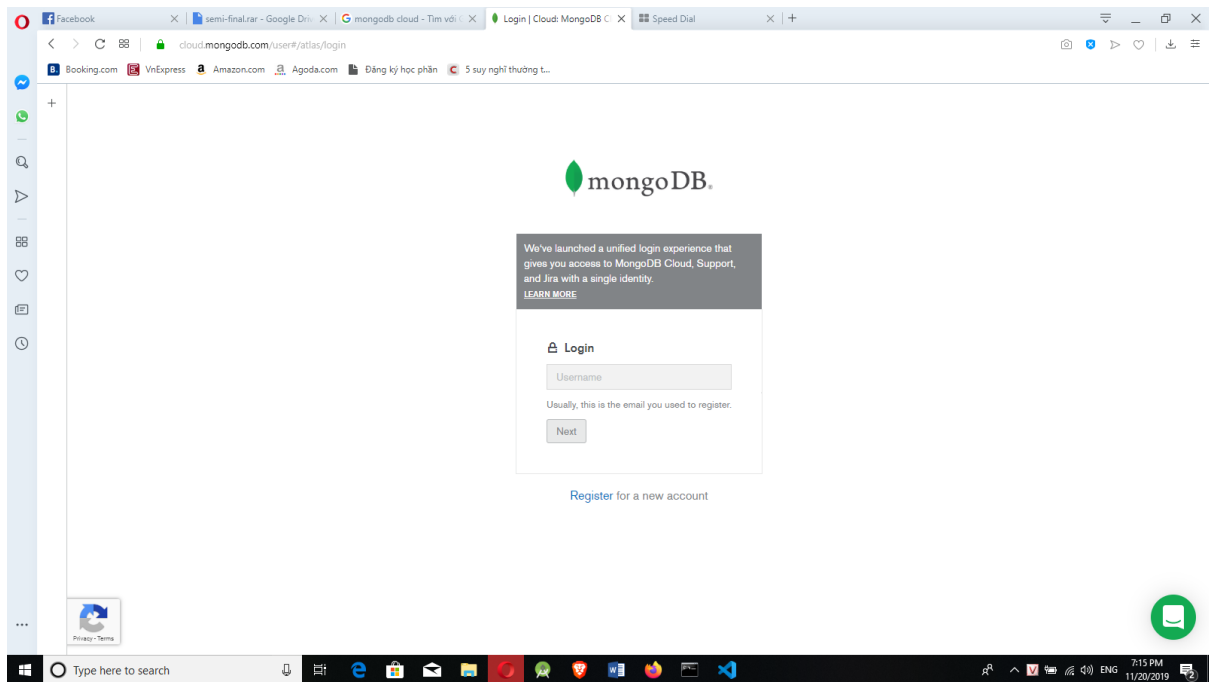 Facebook
semi-final.rar - Google Driv
mongodb cloud - Tìm với
Login | Cloud: MongoDB C
Speed Dial
cloud.mongodb.com/user#/atlas/login
B. Booking.com
VnExpress
a Amazon.com
a Agoda.com
Đăng ký học phần
C 5 suy nghĩ thường t...
mongoDB®
We've launched a unified login experience that
gives you access to MongoDB Cloud, Support,
and Jira with a single identity.
LEARN MORE
Login
Username
Usually, this is the email you used to register.
Next
Register for a new account
Privacy - Terms
Type here to search
ENG
7:15 PM
11/20/2019
2